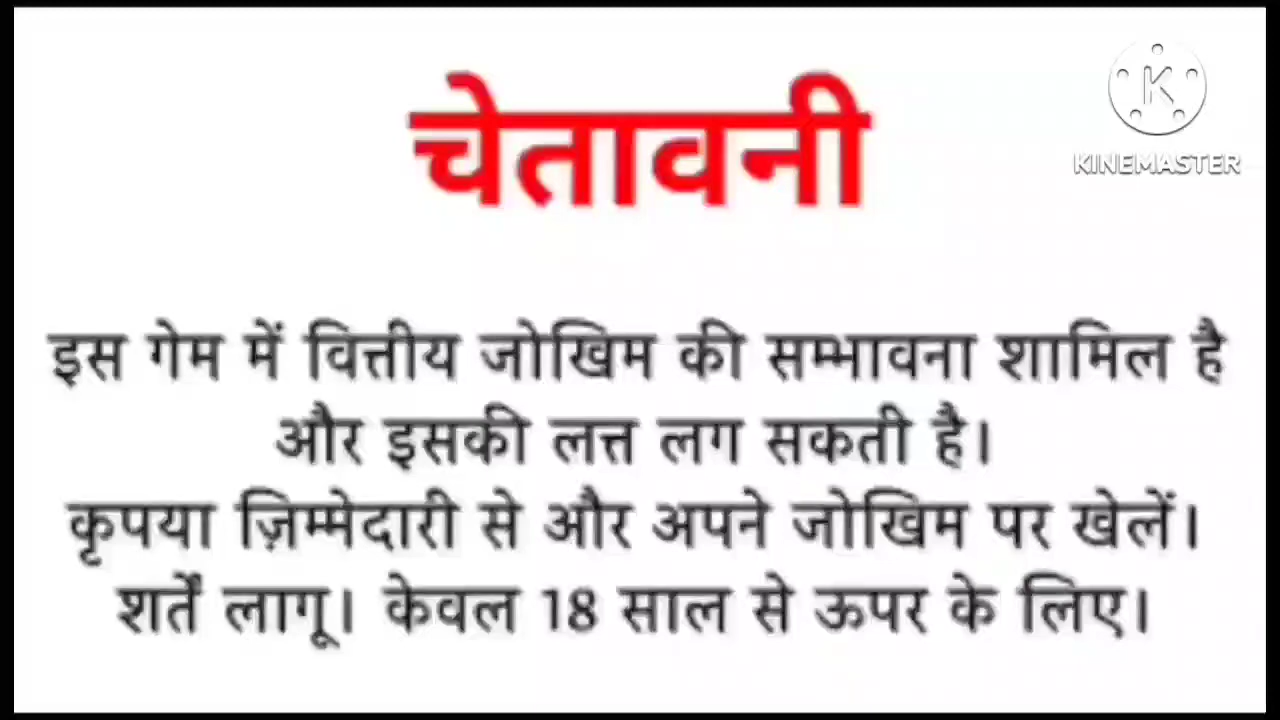 चेतावनी
KINEMASTER
इस गेम में वित्तीय जोखिम की सम्भावना शामिल है
और इसकी लत्त लग सकती है।
कृपया ज़िम्मेदारी से और अपने जोखिम पर खेलें।
शर्तें लागू। केवल 18 साल से ऊपर के लिए।